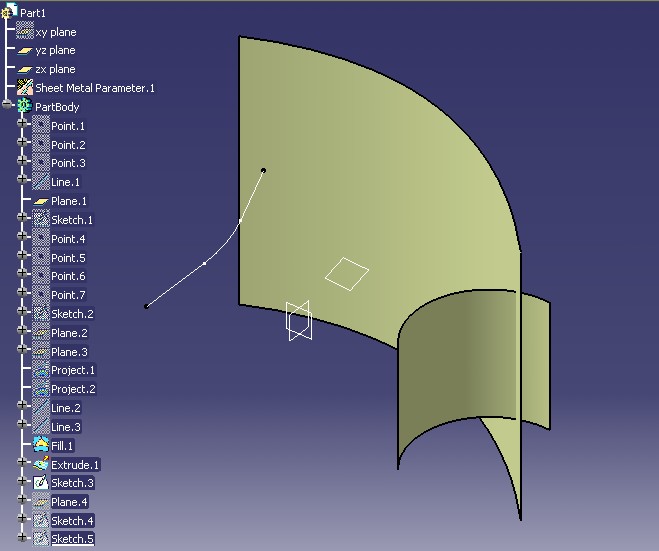 Part1
xy plane
yz plane
zx plane
Sheet Metal Parameter.1
PartBody
Point.1
Point.2
Point.3
Line.1
Plane.1
Sketch.1
Point.4
Point.5
Point.6
Point.7
Sketch.2
Plane.2
Plane.3
Project.1
Project.2
Line.2
Line.3
Fill.1
Extrude.1
Sketch.3
Plane.4
Sketch.4
Sketch.5